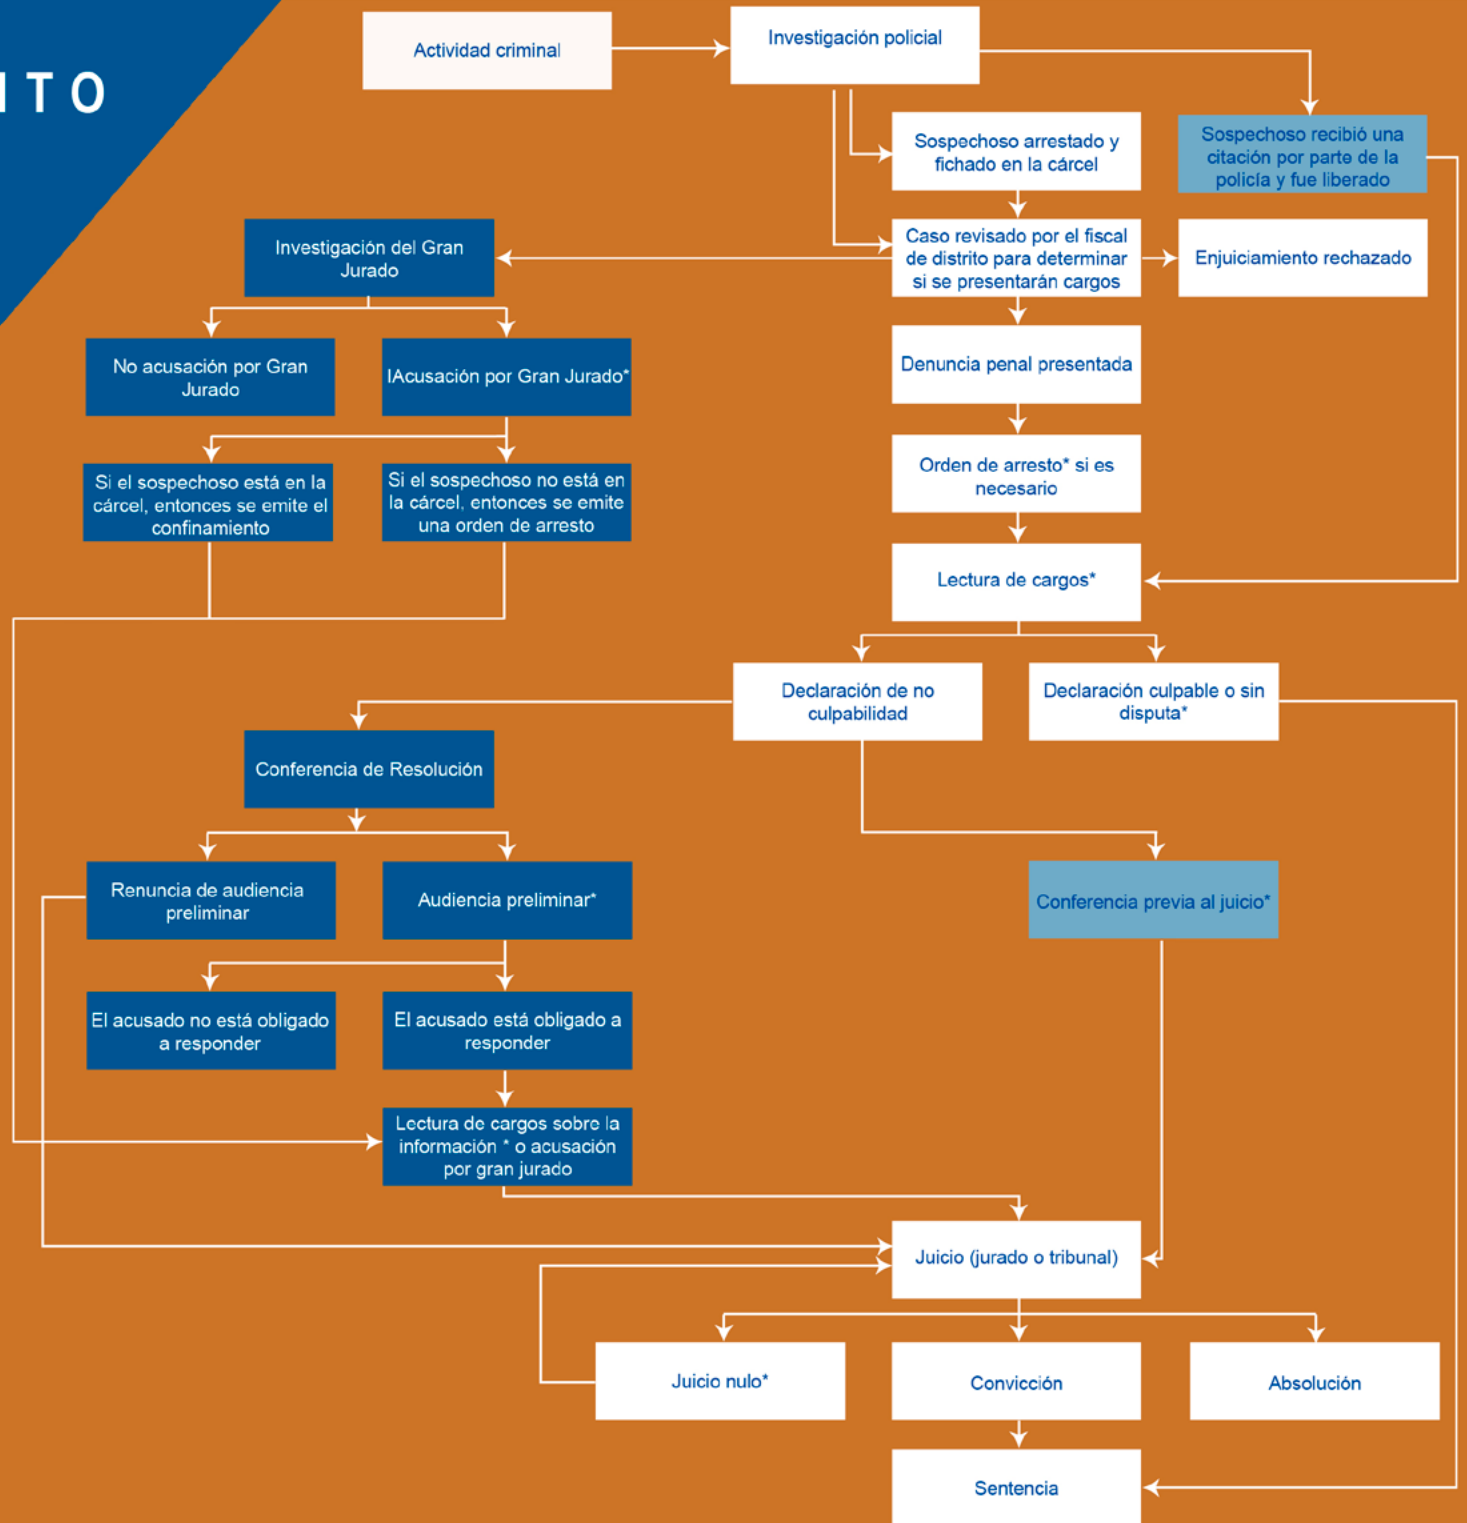 ITO
Actividad criminal
Investigación policial
Sospechoso arrestado y
fichado en la cárcel
Sospechoso recibió una
citación por parte de la
policía y fue liberado
Investigación del Gran
Jurado
Caso revisado por el fiscal
de distrito para determinar
si se presentarán cargos
Enjuiciamiento rechazado
No acusación por Gran
Jurado
IAcusación por Gran Jurado*
Denuncia penal presentada
Si el sospechoso está en la
cárcel, entonces se emite el
confinamiento
Si el sospechoso no está en
la cárcel, entonces se emite
una orden de arresto
Orden de arresto* si es
necesario
Lectura de cargos*
Declaración de no
culpabilidad
Declaración culpable o sin
disputa*
Conferencia de Resolución
Renuncia de audiencia
preliminar
Audiencia preliminar*
Conferencia previa al juicio*
El acusado no está obligado
a responder
El acusado está obligado a
responder
Lectura de cargos sobre la
información * o acusación
por gran jurado
Juicio (jurado o tribunal)
Juicio nulo*
Convicción
Absolución
Sentencia